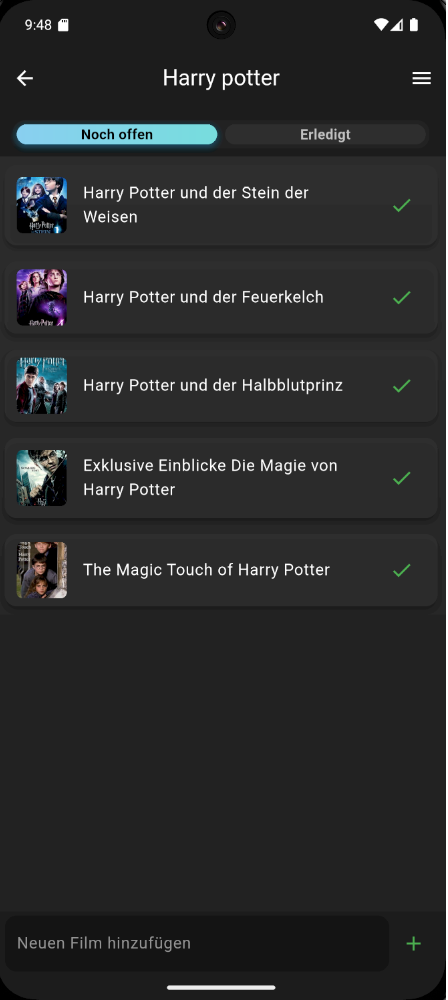 9:48
Harry potter
Noch offen
Erledigt
Harry Potter und der Stein der
Weisen
Harry Potter und der Feuerkelch
Harry Potter und der Halbblutprinz
Exklusive Einblicke Die Magie von
Harry Potter
The Magic Touch of Harry Potter
Neuen Film hinzufügen